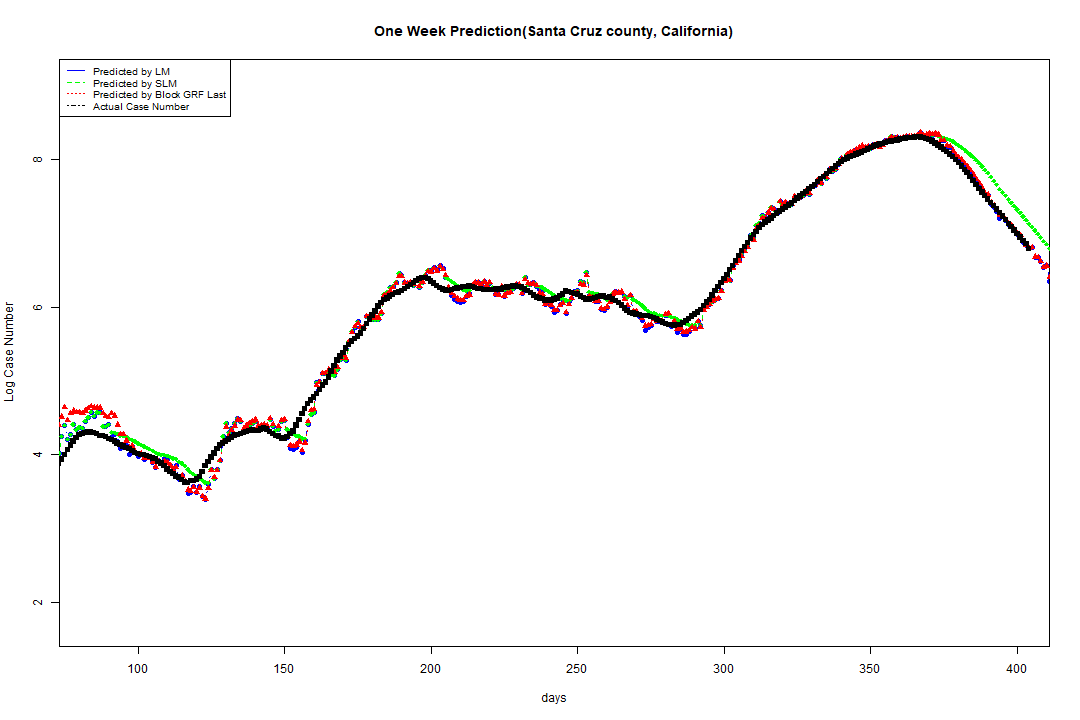 One Week Prediction(Santa Cruz county, California)
Predicted by LM
Predicted by SLM
Predicted by Block GRF Last
Actual Case Number
8
6
4
2
Log Case Number
100 150 200 250 300 350 400
days